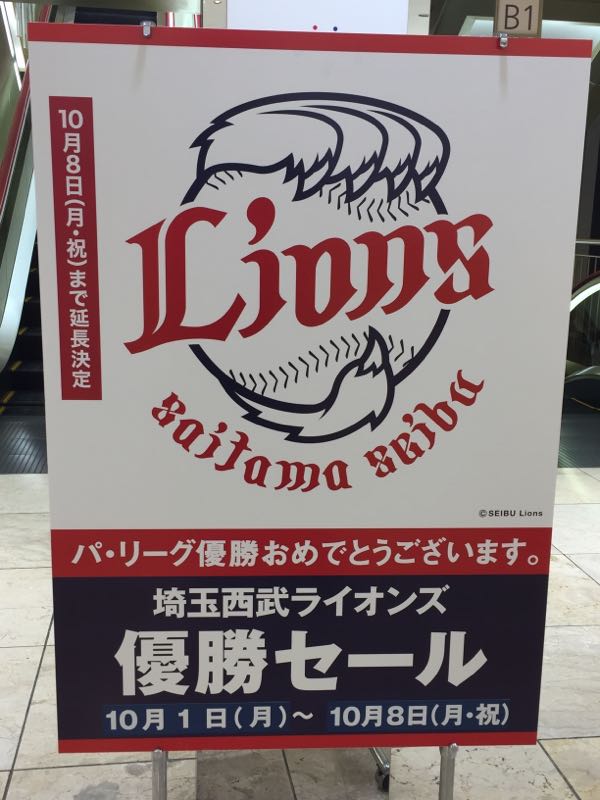 B1
10月8日(月・祝)まで延長決定
Lions
saitama seibu
©SEIBU Lions
パ・リーグ優勝おめでとうございます。
埼玉西武ライオンズ
優勝セール
10月1日(月)～10月8日(月・祝)